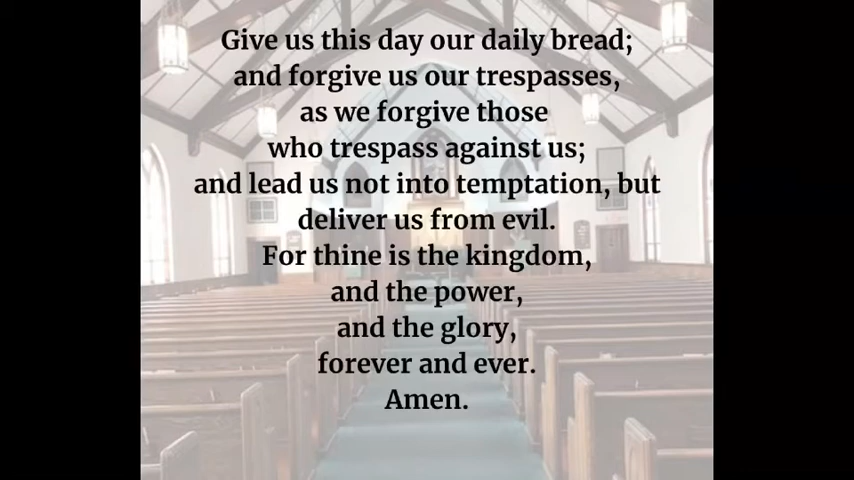 Give us this day our daily bread;
and forgive us our trespasses,
as we forgive those
who trespass against us;
and lead us not into temptation, but
deliver us from evil.
For thine is the kingdom,
and the power,
and the glory,
forever and ever.
Amen.